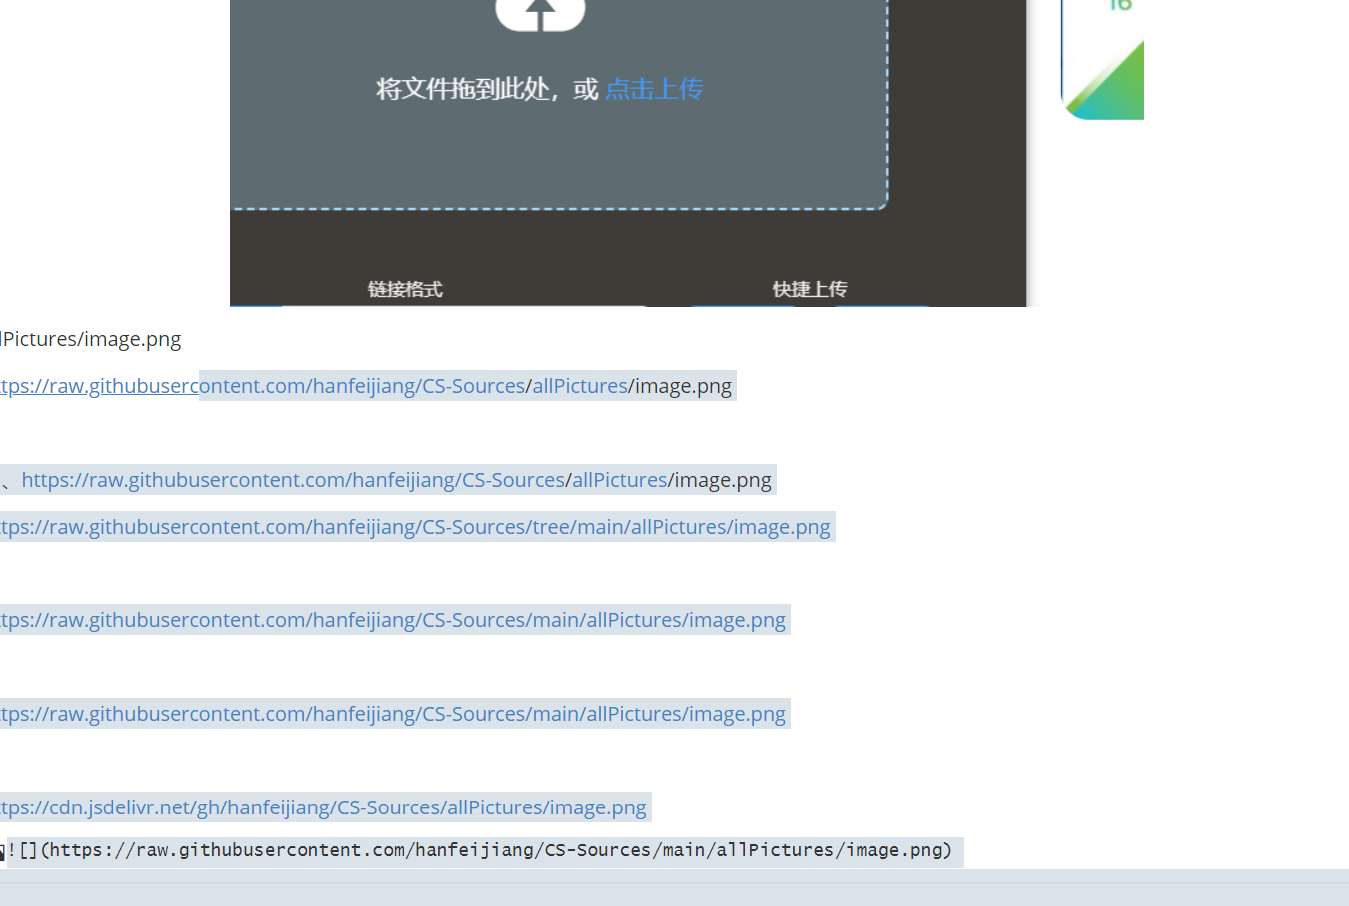 16
将文件拖到此处，或 点击上传
链接格式 快捷上传
lPictures/image.png
tps://raw.githubusercontent.com/hanfeijiang/CS-Sources/allPictures/image.png
、https://raw.githubusercontent.com/hanfeijiang/CS-Sources/allPictures/image.png
tps://raw.githubusercontent.com/hanfeijiang/CS-Sources/tree/main/allPictures/image.png
tps://raw.githubusercontent.com/hanfeijiang/CS-Sources/main/allPictures/image.png
tps://raw.githubusercontent.com/hanfeijiang/CS-Sources/main/allPictures/image.png
tps://cdn.jsdelivr.net/gh/hanfeijiang/CS-Sources/allPictures/image.png
![](https://raw.githubusercontent.com/hanfeijiang/CS-Sources/main/allPictures/image.png)